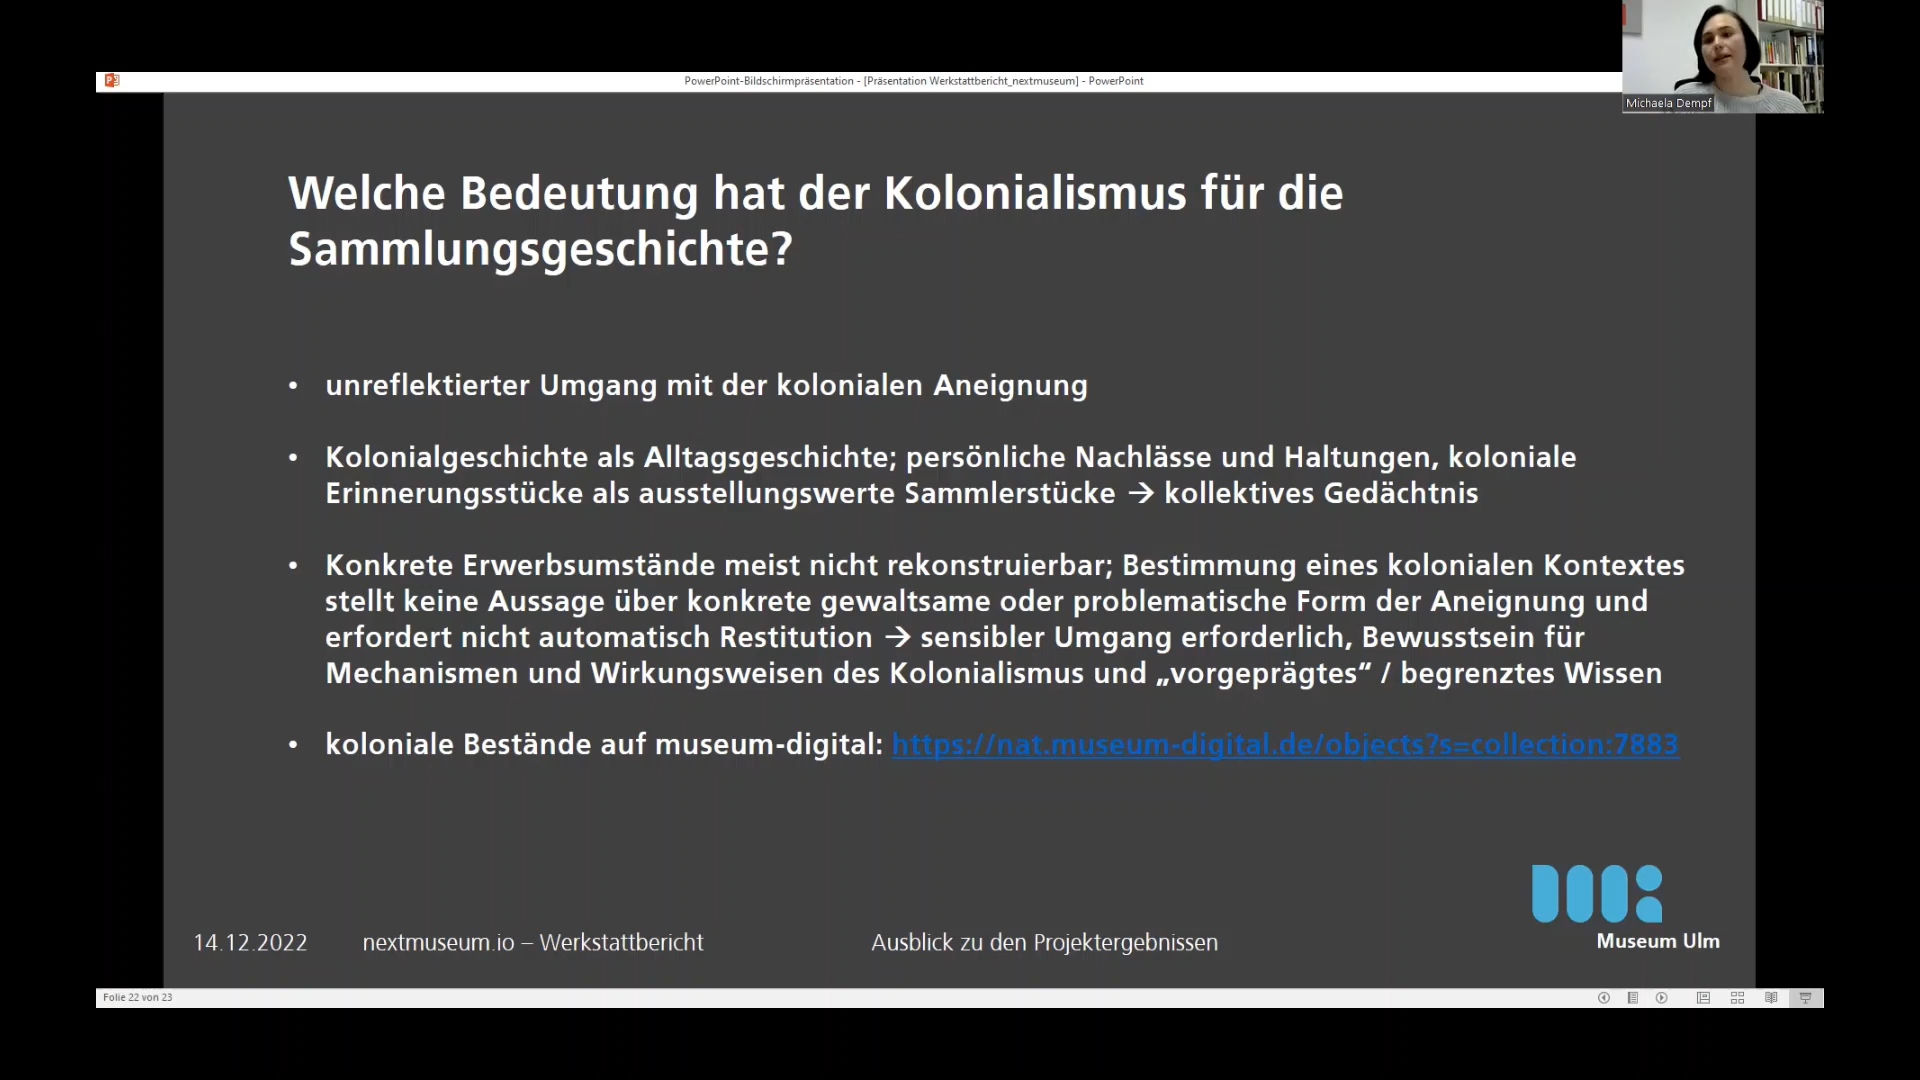 PowerPoint-Bildschirmpräsentation - [Präsentation Werkstattbericht_nextmuseum] - PowerPoint
Michaela Dempf
Welche Bedeutung hat der Kolonialismus für die
Sammlungsgeschichte?
• unreflektierter Umgang mit der kolonialen Aneignung
• Kolonialgeschichte als Alltagsgeschichte; persönliche Nachlässe und Haltungen, koloniale
Erinnerungsstücke als ausstellungswerte Sammlerstücke → kollektives Gedächtnis
• Konkrete Erwerbsumstände meist nicht rekonstruierbar; Bestimmung eines kolonialen Kontextes
stellt keine Aussage über konkrete gewaltsame oder problematische Form der Aneignung und
erfordert nicht automatisch Restitution → sensibler Umgang erforderlich, Bewusstsein für
Mechanismen und Wirkungsweisen des Kolonialismus und „vorgeprägtes“ / begrenztes Wissen
• koloniale Bestände auf museum-digital: https://nat.museum-digital.de/objects?s=collection:7883
14.12.2022 nextmuseum.io – Werkstattbericht Ausblick zu den Projektergebnissen
Museum Ulm
Folie 22 von 23